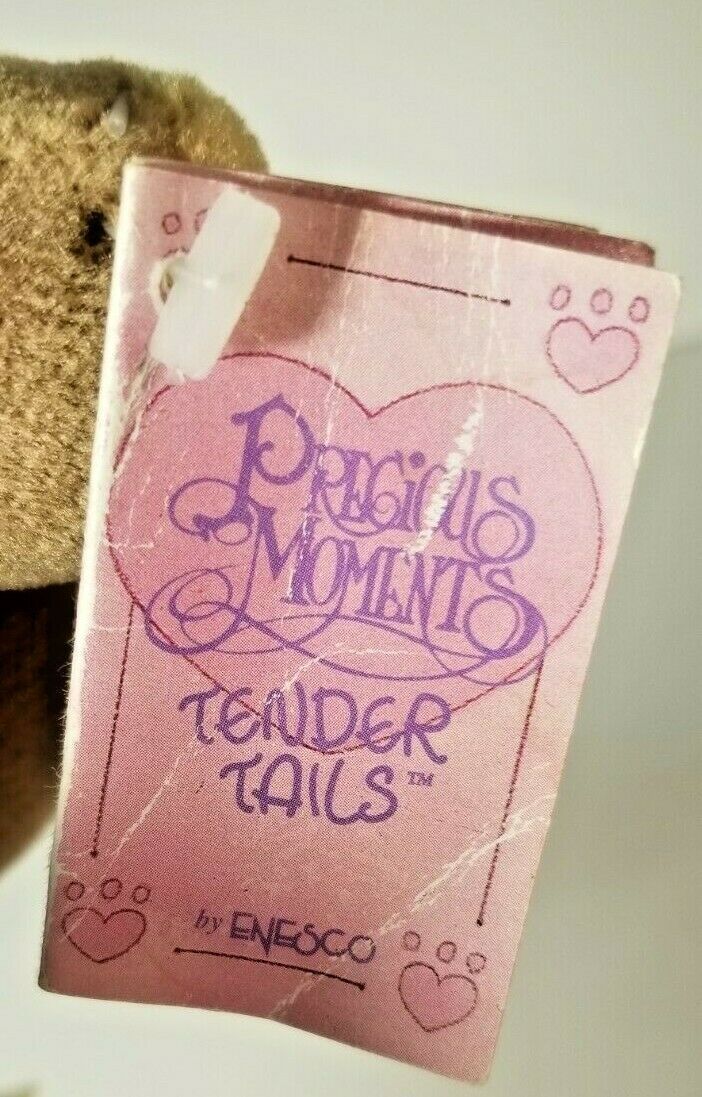 PRECIOUS
MOMENTS
TENDER
TAILS™
by ENESCO